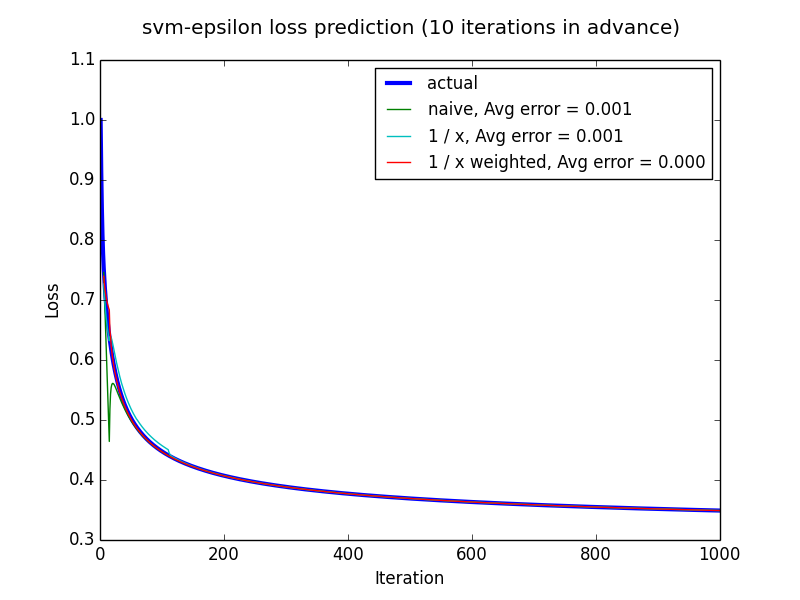 svm-epsilon loss prediction (10 iterations in advance)
1.1
1.0
0.9
0.8
0.7
0.6
0.5
0.4
0.3
Loss
actual
naive, Avg error = 0.001
1 / x, Avg error = 0.001
1 / x weighted, Avg error = 0.000
0 200 400 600 800 1000
Iteration